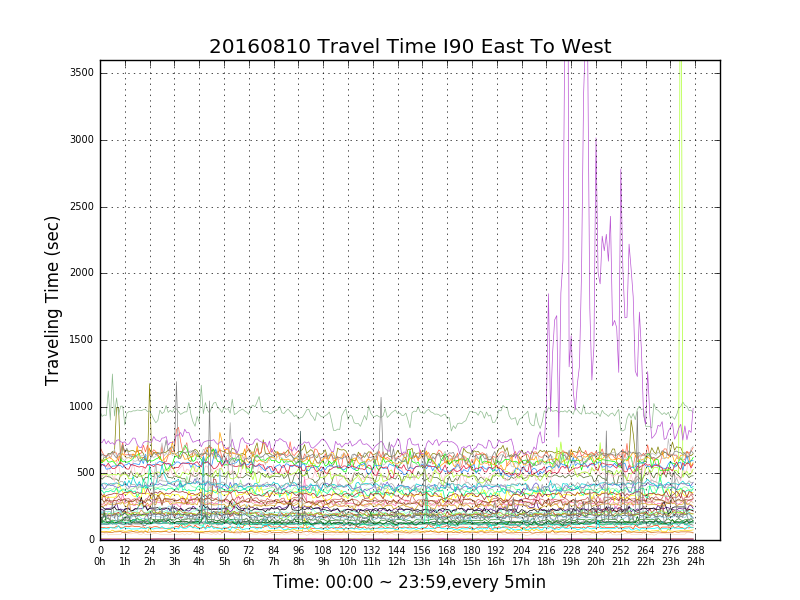 20160810 Travel Time I90 East To West
Traveling Time (sec)
3500
3000
2500
2000
1500
1000
500
0
0 12 24 36 48 60 72 84 96 108 120 132 144 156 168 180 192 204 216 228 240 252 264 276 288
0h 1h 2h 3h 4h 5h 6h 7h 8h 9h 10h 11h 12h 13h 14h 15h 16h 17h 18h 19h 20h 21h 22h 23h 24h
Time: 00:00 ~ 23:59,every 5min